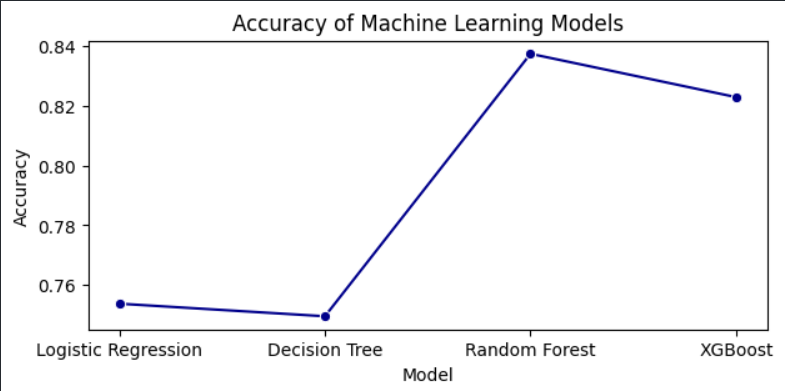 Accuracy of Machine Learning Models
0.84
0.82
0.80
0.78
0.76
Accuracy
Logistic Regression Decision Tree Random Forest XGBoost
Model